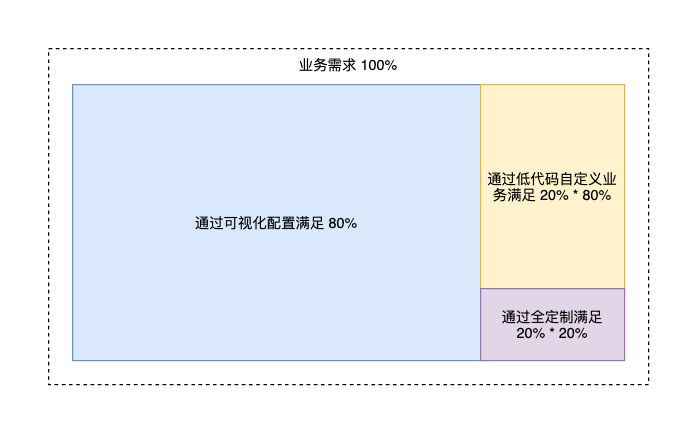 业务需求 100%
通过可视化配置满足 80%
通过低代码自定义业
务满足 20% * 80%
通过全定制满足
20% * 20%